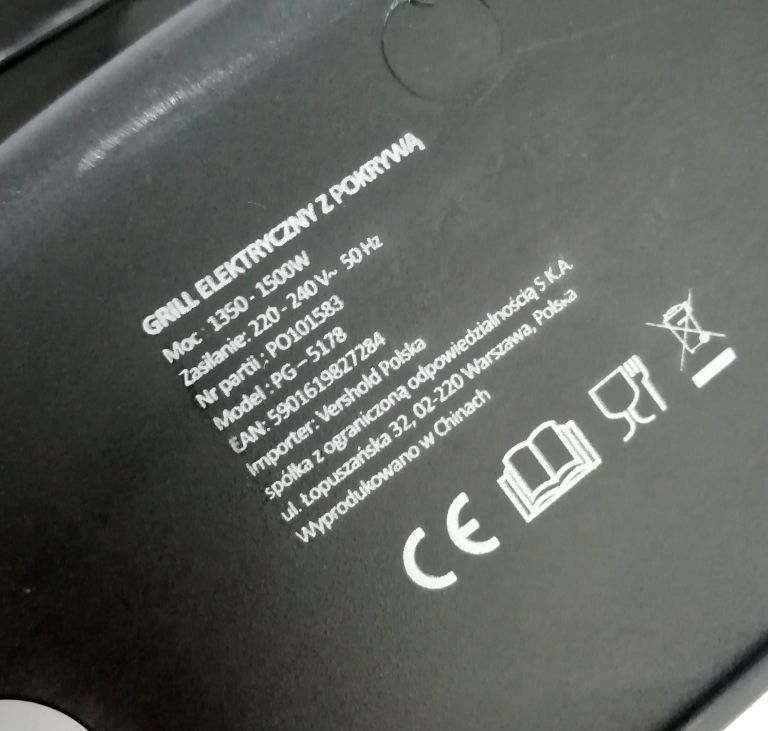 GRILL ELEKTRYCZNY Z POKRYWĄ
Moc : 1350 - 1500W
Zasilanie: 220 - 240 V~ 50 Hz
Nr partii : PO101583
Model : PG – 5178
EAN: 5901619827284
Importer: Vershold Polska
spółka z ograniczoną odpowiedzialnością S K.A.
ul. Łopuszańska 32, 02-220 Warszawa, Polska
Wyprodukowano w Chinach
CE